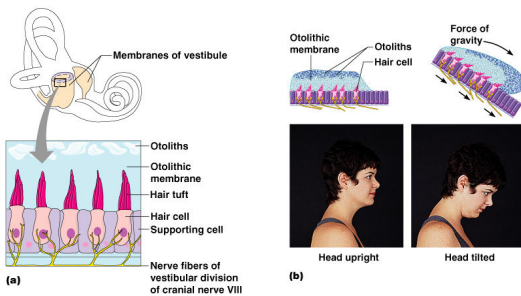 Membranes of vestibule
Otoliths
Otolithic
membrane
Hair tuft
Hair cell
Supporting cell
Nerve fibers of
vestibular division
of cranial nerve VIII
(a)
Otolithic
membrane
Otoliths
Hair cell
Force of
gravity
Head upright
Head tilted
(b)